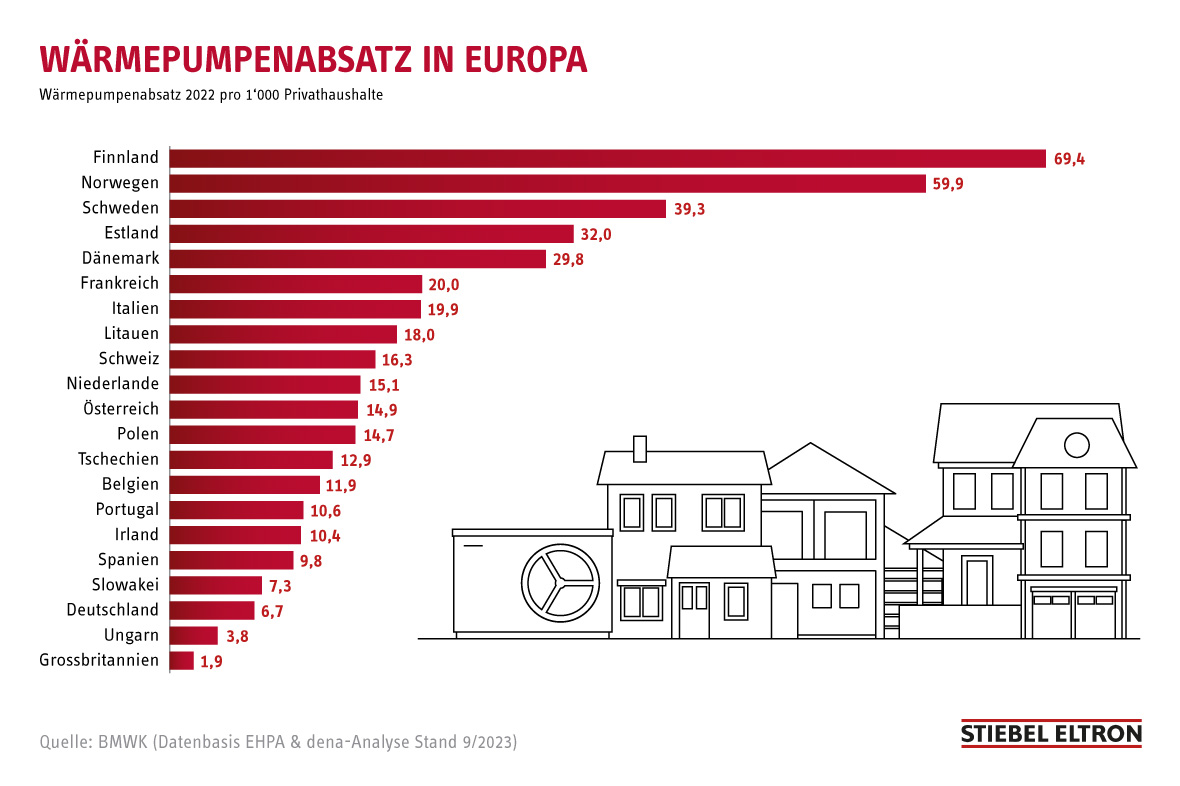 WÄRMEPUMPENABSATZ IN EUROPA
Wärmepumpenabsatz 2022 pro 1‘000 Privathaushalte
Finnland 69,4
Norwegen 59,9
Schweden 39,3
Estland 32,0
Dänemark 29,8
Frankreich 20,0
Italien 19,9
Litauen 18,0
Schweiz 16,3
Niederlande 15,1
Österreich 14,9
Polen 14,7
Tschechien 12,9
Belgien 11,9
Portugal 10,6
Irland 10,4
Spanien 9,8
Slowakei 7,3
Deutschland 6,7
Ungarn 3,8
Grossbritannien 1,9
Quelle: BMWK (Datenbasis EHPA & dena-Analyse Stand 9/2023)
STIEBEL ELTRON